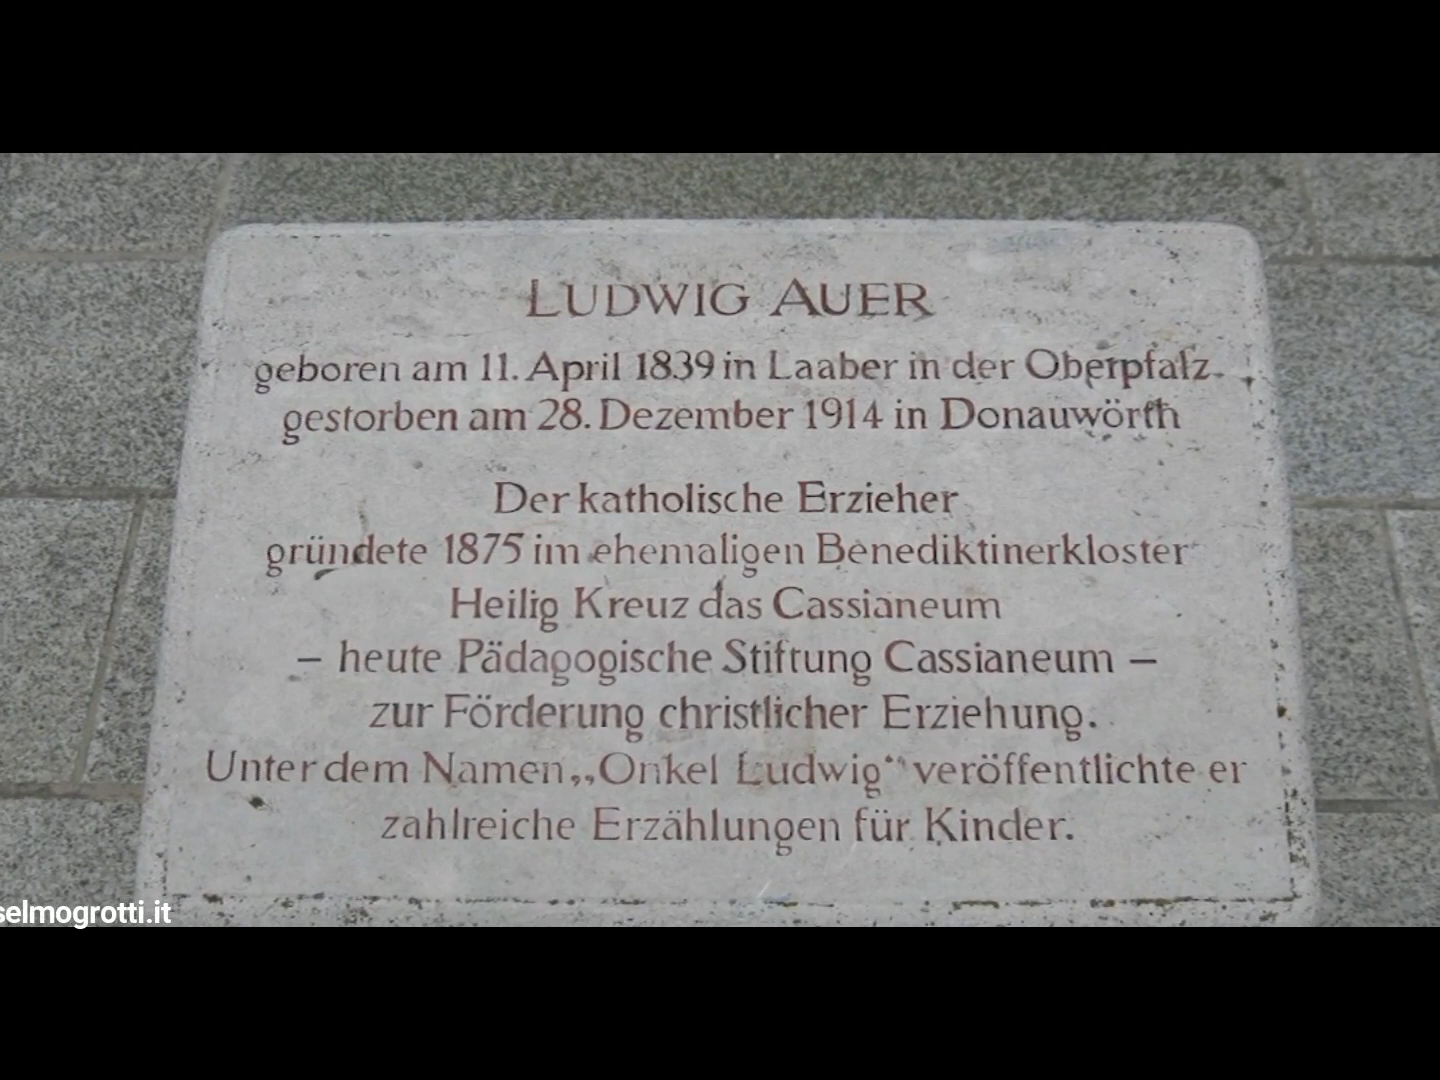 LUDWIG AUER
geboren am 11. April 1839 in Laaber in der Oberpfalz
gestorben am 28. Dezember 1914 in Donauwörth
Der katholische Erzieher
gründete 1875 im ehemaligen Benediktinerkloster
Heilig Kreuz das Cassianeum
– heute Pädagogische Stiftung Cassianeum –
zur Förderung christlicher Erziehung.
Unter dem Namen „Onkel Ludwig“ veröffentlichte er
zahlreiche Erzählungen für Kinder.
selmogrotti.it